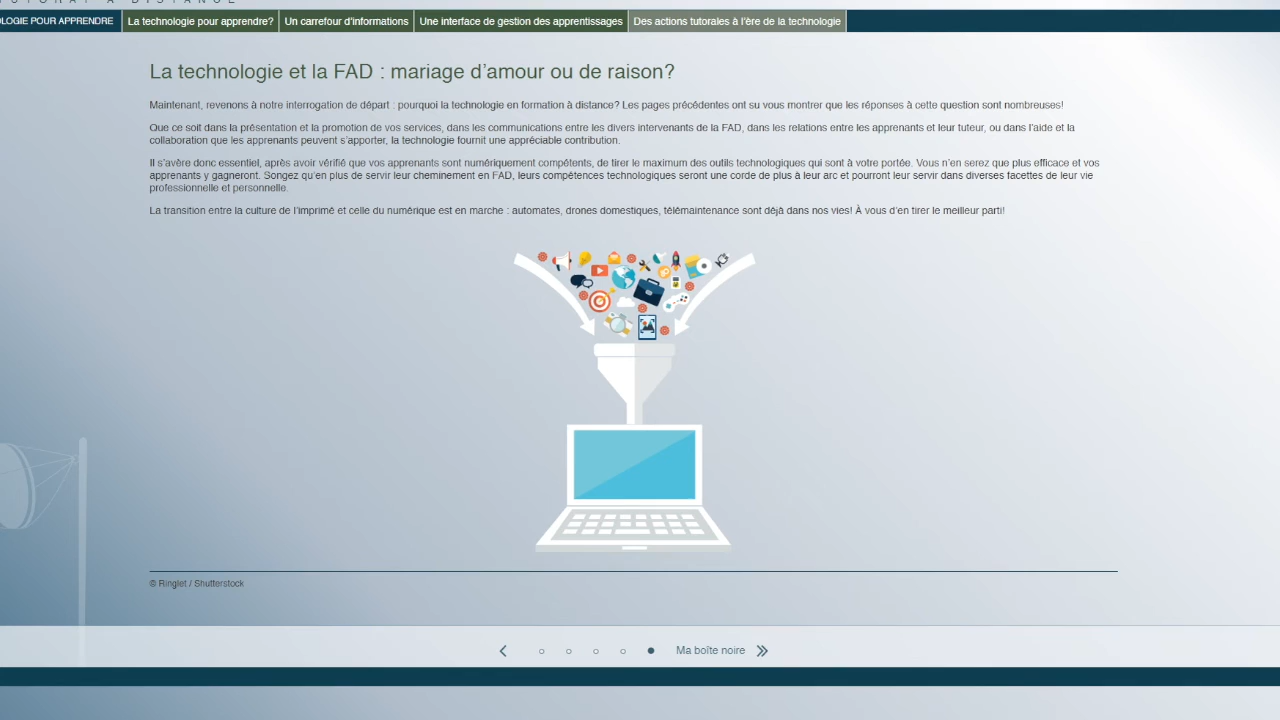 OLOGIE POUR APPRENDRE
La technologie pour apprendre?
Un carrefour d'informations
Une interface de gestion des apprentissages
Des actions tutorales à l'ère de la technologie
La technologie et la FAD : mariage d'amour ou de raison?
Maintenant, revenons à notre interrogation de départ : pourquoi la technologie en formation à distance? Les pages précédentes ont su vous montrer que les réponses à cette question sont nombreuses!
Que ce soit dans la présentation et la promotion de vos services, dans les communications entre les divers intervenants de la FAD, dans les relations entre les apprenants et leur tuteur, ou dans l'aide et la
collaboration que les apprenants peuvent s'apporter, la technologie fournit une appréciable contribution.
Il s'avère donc essentiel, après avoir vérifié que vos apprenants sont numériquement compétents, de tirer le maximum des outils technologiques qui sont à votre portée. Vous n'en serez que plus efficace et vos
apprenants y gagneront. Songez qu'en plus de servir leur cheminement en FAD, leurs compétences technologiques seront une corde de plus à leur arc et pourront leur servir dans diverses facettes de leur vie
professionnelle et personnelle.
La transition entre la culture de l'imprimé et celle du numérique est en marche : automates, drones domestiques, télémaintenance sont déjà dans nos vies! À vous d'en tirer le meilleur parti!
© Ringlet / Shutterstock
Ma boîte noire